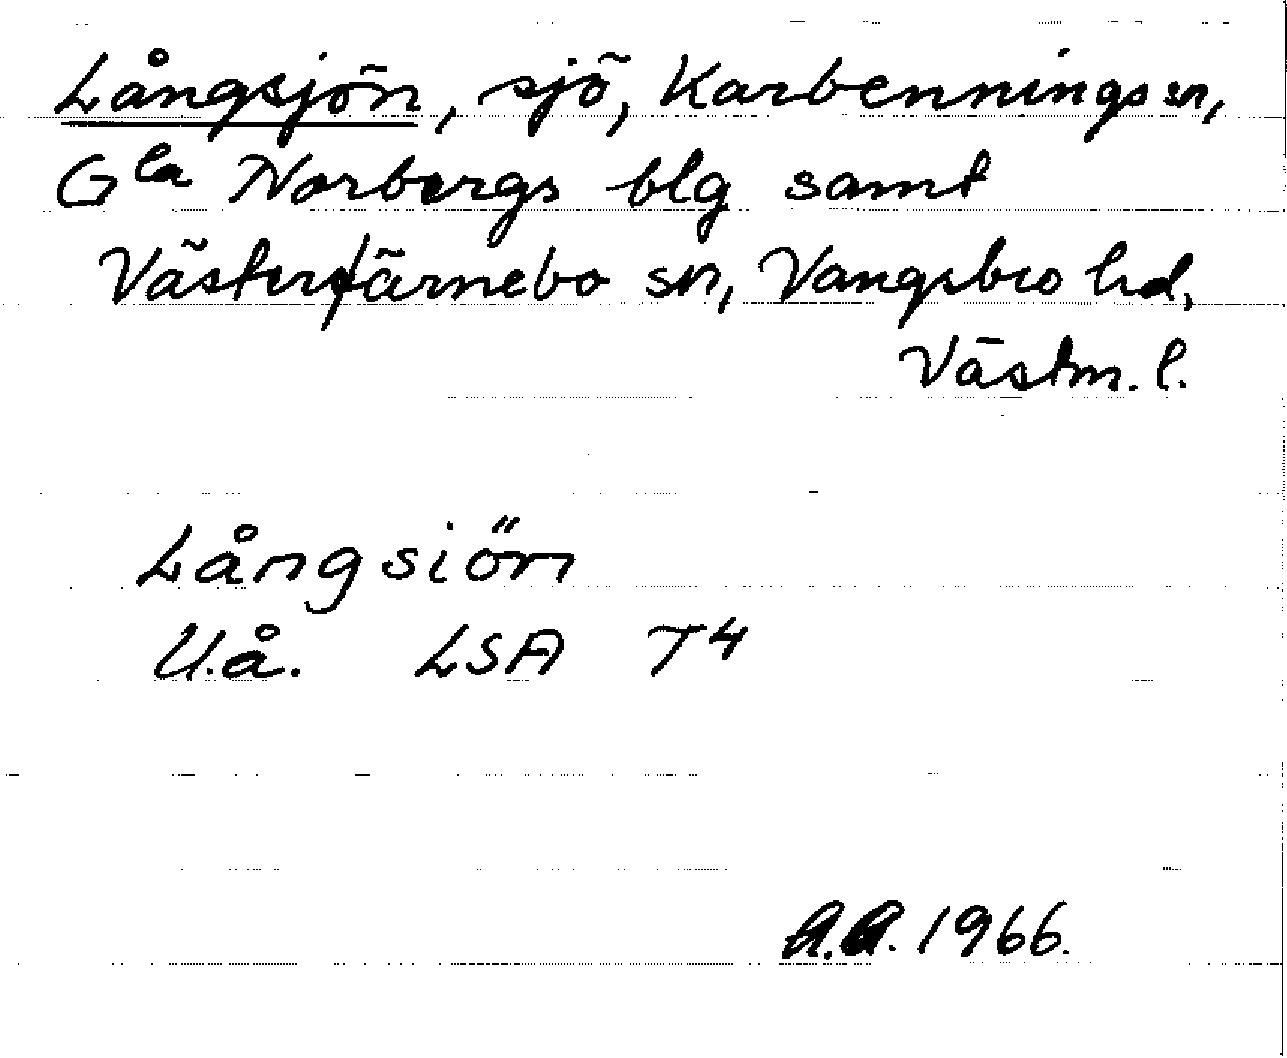 Långsjön, sjö, Karbennings sn,
Gla Norbergs blg samt
Västerfärnebo sn, Vangsbro hd,
Västm. l.
Långsiön
U.å. LSA T4
A.A. 1966.